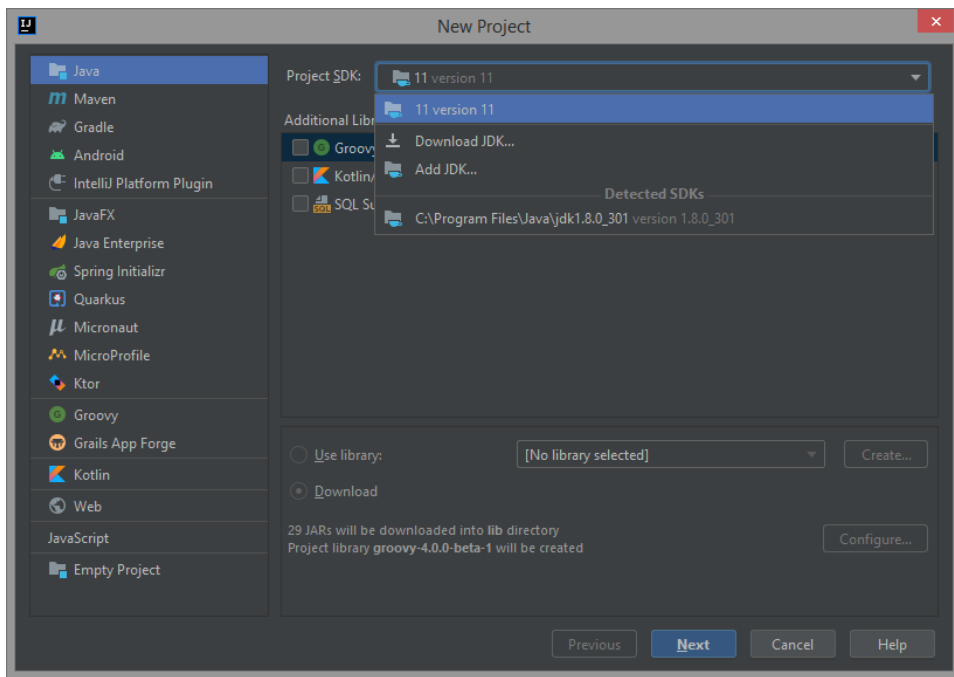 New Project
Java
Maven
Gradle
Android
IntelliJ Platform Plugin
JavaFX
Java Enterprise
Spring Initializr
Quarkus
Micronaut
MicroProfile
Ktor
Groovy
Grails App Forge
Kotlin
Web
JavaScript
Empty Project
Project SDK: 11 version 11
11 version 11
Download JDK...
Add JDK...
Detected SDKs
C:\Program Files\Java\jdk1.8.0_301 version 1.8.0_301
Additional Libr
Groovy
Kotlin/
SQL Su
Use library: [No library selected] Create...
Download
29 JARs will be downloaded into lib directory
Project library groovy-4.0.0-beta-1 will be created
Configure...
Previous Next Cancel Help